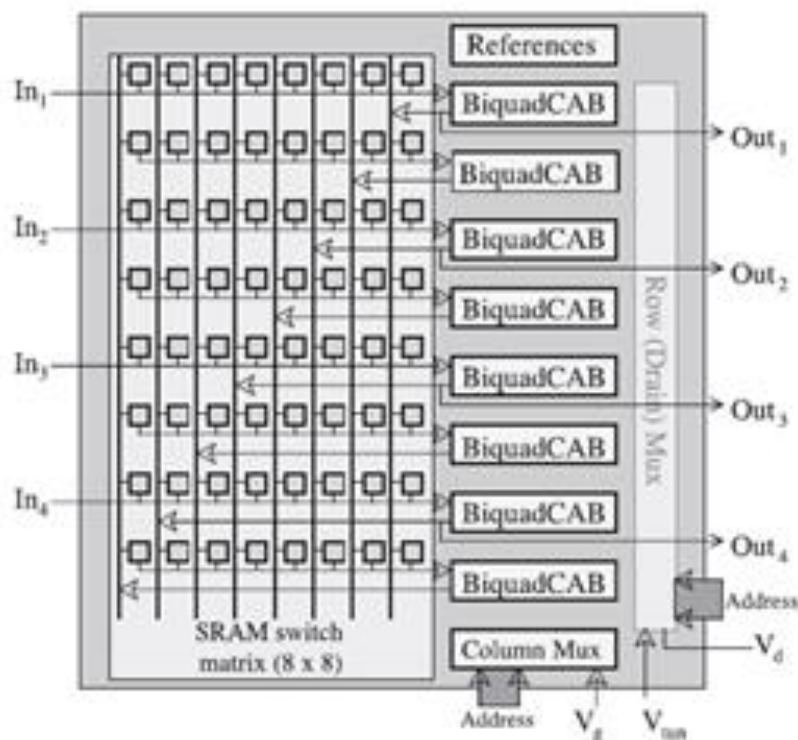 References
In1
BiquadCAB
Out1
BiquadCAB
In2
BiquadCAB
Out2
BiquadCAB
In3
BiquadCAB
Out3
BiquadCAB
In4
BiquadCAB
Out4
BiquadCAB
Row (Drain) Mux
Address
SRAM switch
matrix (8 x 8)
Column Mux
Vd
Address
Vg
Vtun